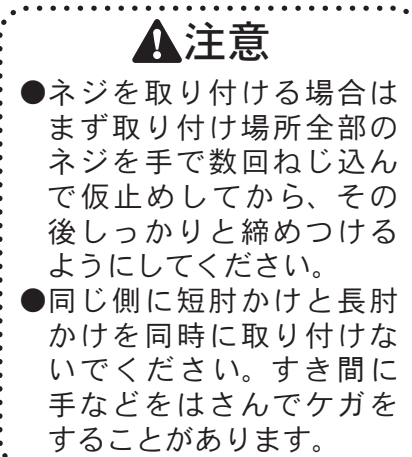 注意
●ネジを取り付ける場合は
まず取り付け場所全部の
ネジを手で数回ねじ込ん
で仮止めしてから、その
後しっかりと締めつける
ようにしてください。
●同じ側に短肘かけと長肘
かけを同時に取り付けな
いでください。すき間に
手などをはさんでケガを
することがあります。